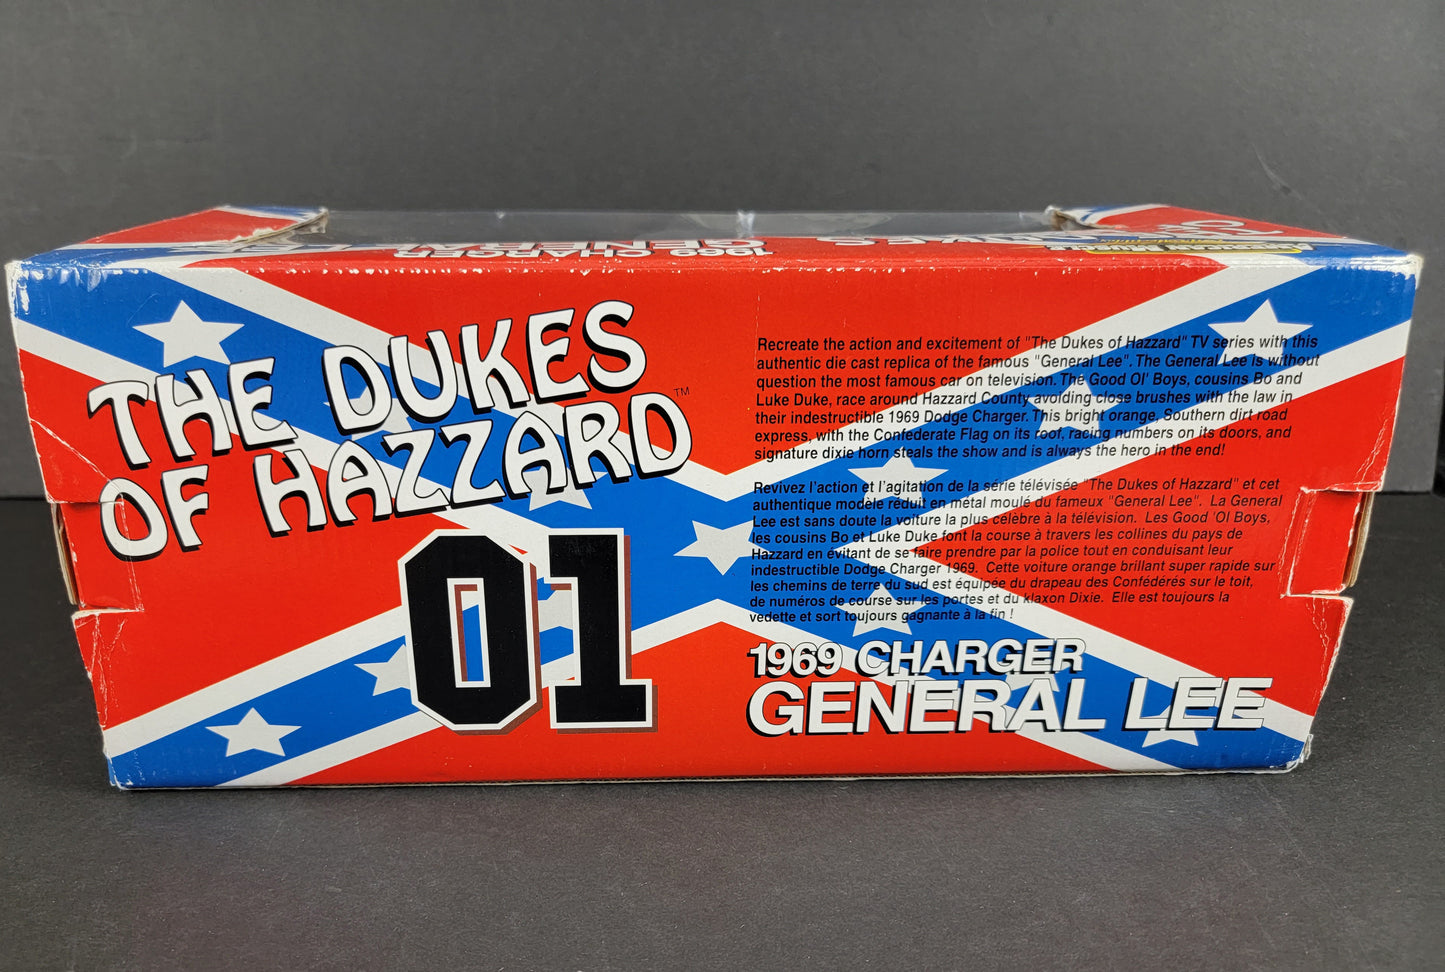 1969 CHARGER
GENERAL LEE
American Muscle
THE DUKES
OF HAZZARD™
01
Recreate the action and excitement of "The Dukes of Hazzard" TV series with this
authentic die cast replica of the famous "General Lee". The General Lee is without
question the most famous car on television. The Good Ol' Boys, cousins Bo and
Luke Duke, race around Hazzard County avoiding close brushes with the law in
their indestructible 1969 Dodge Charger. This bright orange, Southern dirt road
express, with the Confederate Flag on its roof, racing numbers on its doors, and
signature dixie horn steals the show and is always the hero in the end!
Revivez l'action et l'agitation de la série télévisée "The Dukes of Hazzard" et cet
authentique modèle réduit en métal moulé du fameux "General Lee". La General
Lee est sans doute la voiture la plus célèbre à la télévision. Les Good 'Ol Boys,
les cousins Bo et Luke Duke font la course à travers les collines du pays de
Hazzard en évitant de se faire prendre par la police tout en conduisant leur
indestructible Dodge Charger 1969. Cette voiture orange brillant super rapide sur
les chemins de terre du sud est équipée du drapeau des Confédérés sur le toit,
de numéros de course sur les portes et du klaxon Dixie. Elle est toujours la
vedette et sort toujours gagnante à la fin !
1969 CHARGER
GENERAL LEE